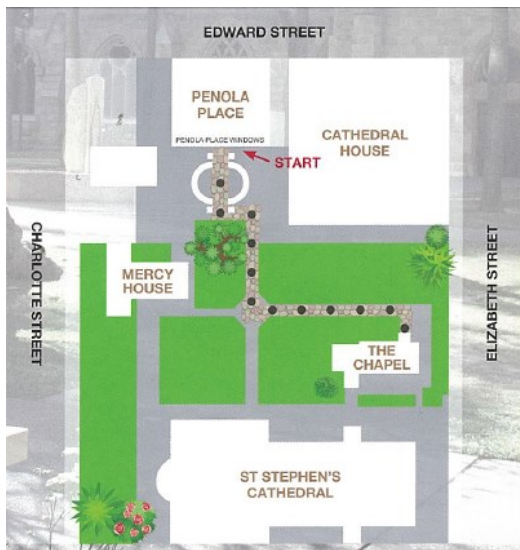 EDWARD STREET
PENOLA
PLACE
PENOLA PLACE WINDOWS
START
CATHEDRAL
HOUSE
CHARLOTTE STREET
MERCY
HOUSE
ELIZABETH STREET
THE
CHAPEL
ST STEPHEN'S
CATHEDRAL